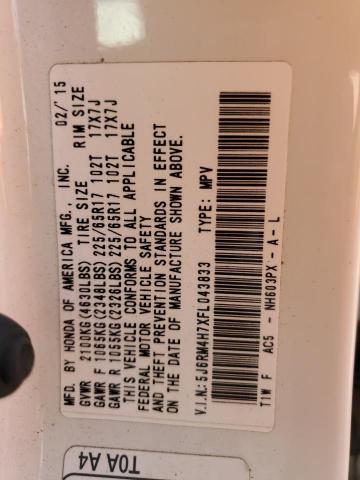 MFD. BY HONDA OF AMERICA MFG., INC. 02/'15
GVWR 2100KG(4630LBS) TIRE SIZE RIM SIZE
GAWR F 1065KG(2348LBS) 225/65R17 102T 17X7J
GAWR R 1055KG(2326LBS) 225/65R17 102T 17X7J
THIS VEHICLE CONFORMS TO ALL APPLICABLE
FEDERAL MOTOR VEHICLE SAFETY
AND THEFT PREVENTION STANDARDS IN EFFECT
ON THE DATE OF MANUFACTURE SHOWN ABOVE.
V.I.N.:5J6RM4H7XFL043833 TYPE: MPV
T1W F AC5 - NH603PX - A - L
T0A A4